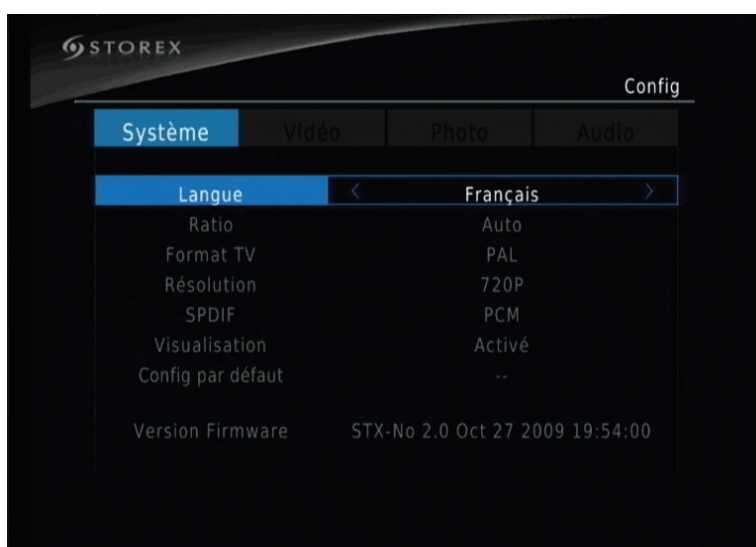 STOREX
Config
Système Vidéo Photo Audio
Langue < Français >
Ratio Auto
Format TV PAL
Résolution 720P
SPDIF PCM
Visualisation Activé
Config par défaut --
Version Firmware STX-No 2.0 Oct 27 2009 19:54:00